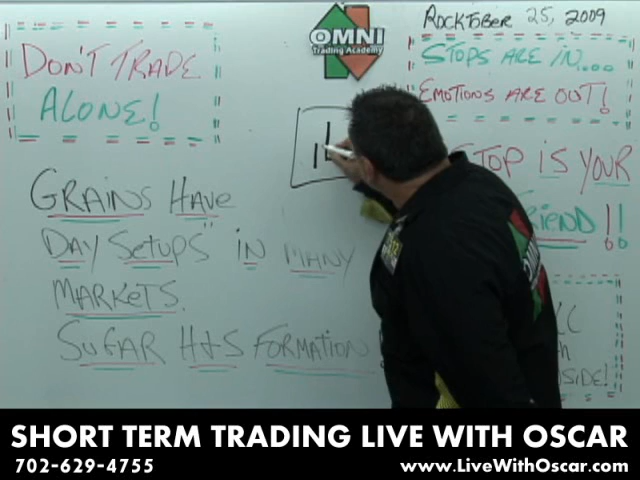 DON'T TRADE
ALONE!
OMNI
Trading Academy
ROCKTOBER 25, 2009
STOPS ARE IN....
EMOTIONS ARE OUT!
STOP IS YOUR
FRIEND!!
GRAINS HAVE
DAY SETUPS" IN MANY
MARKETS.
SUGAR H+S FORMATION
SIDE!
OMNI
SHORT TERM TRADING LIVE WITH OSCAR
702-629-4755
www.LiveWithOscar.com